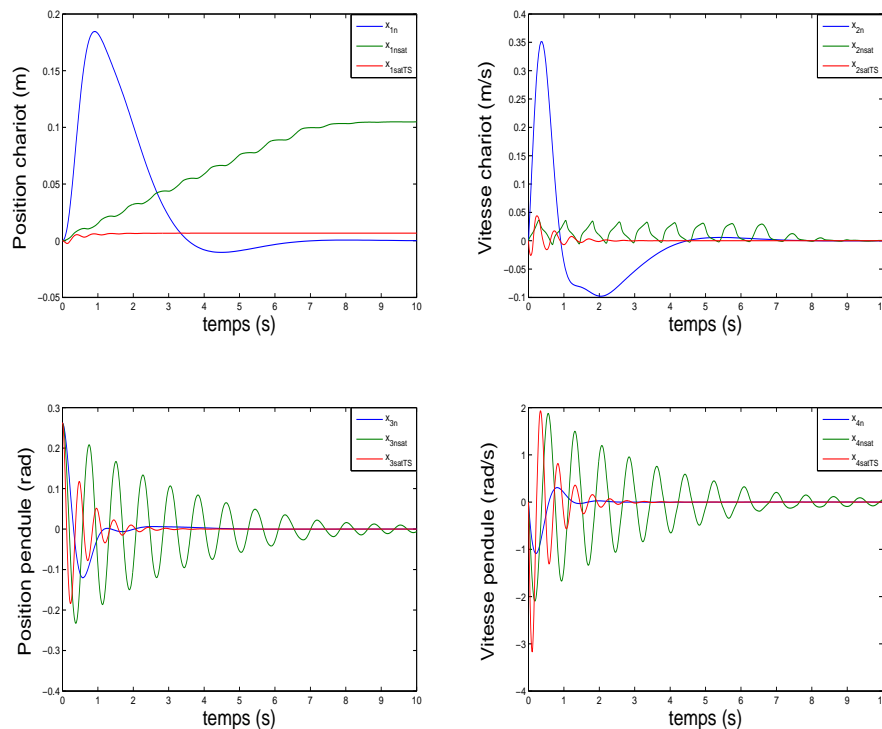 Position chariot (m)
0.2
0.15
0.1
0.05
0
−0.05
0 1 2 3 4 5 6 7 8 9 10
temps (s)
x1n
x1nsat
x1satTS
Vitesse chariot (m/s)
0.4
0.35
0.3
0.25
0.2
0.15
0.1
0.05
0
−0.05
−0.1
0 1 2 3 4 5 6 7 8 9 10
temps (s)
x2n
x2nsat
x2satTS
Position pendule (rad)
0.3
0.2
0.1
0
−0.1
−0.2
−0.3
−0.4
0 1 2 3 4 5 6 7 8 9 10
temps (s)
x3n
x3nsat
x3satTS
Vitesse pendule (rad/s)
2
1
0
−1
−2
−3
−4
0 1 2 3 4 5 6 7 8 9 10
temps (s)
x4n
x4nsat
x4satTS